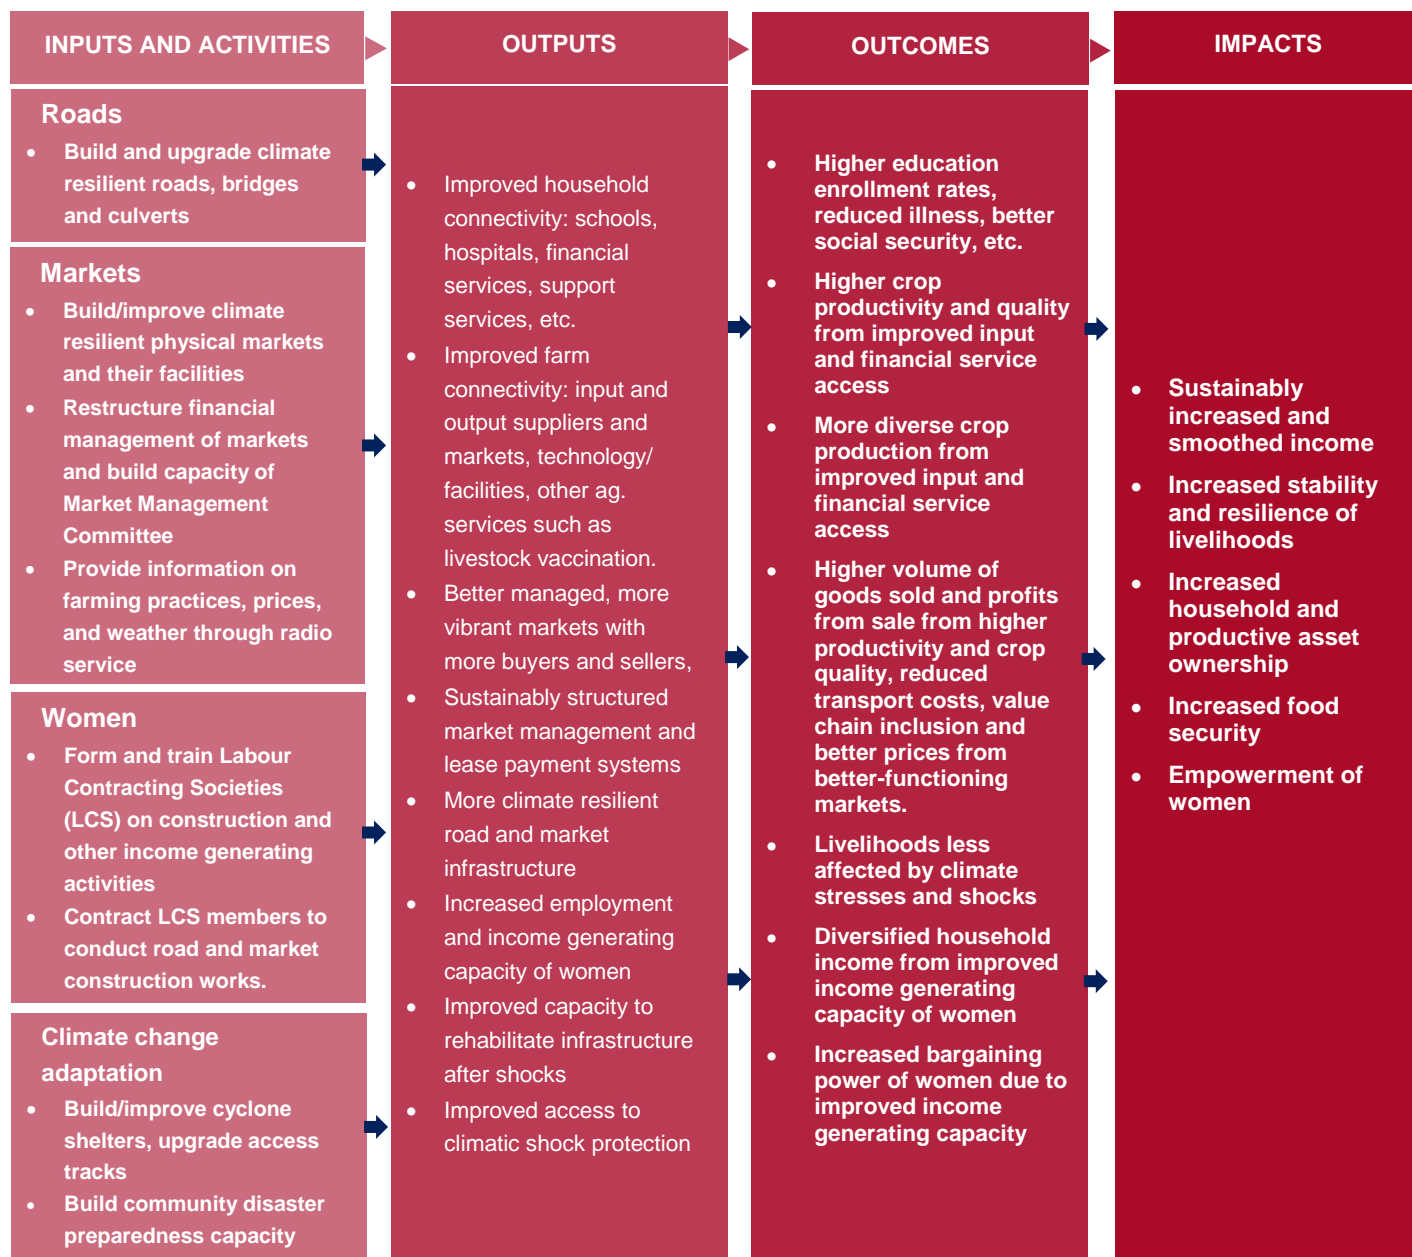 INPUTS AND ACTIVITIES
Roads
• Build and upgrade climate
resilient roads, bridges
and culverts
Markets
• Build/improve climate
resilient physical markets
and their facilities
• Restructure financial
management of markets
and build capacity of
Market Management
Committee
• Provide information on
farming practices, prices,
and weather through radio
service
Women
• Form and train Labour
Contracting Societies
(LCS) on construction and
other income generating
activities
• Contract LCS members to
conduct road and market
construction works.
Climate change
adaptation
• Build/improve cyclone
shelters, upgrade access
tracks
• Build community disaster
preparedness capacity
OUTPUTS
• Improved household
connectivity: schools,
hospitals, financial
services, support
services, etc.
• Improved farm
connectivity: input and
output suppliers and
markets, technology/
facilities, other ag.
services such as
livestock vaccination.
• Better managed, more
vibrant markets with
more buyers and sellers,
• Sustainably structured
market management and
lease payment systems
• More climate resilient
road and market
infrastructure
• Increased employment
and income generating
capacity of women
• Improved capacity to
rehabilitate infrastructure
after shocks
• Improved access to
climatic shock protection
OUTCOMES
• Higher education
enrollment rates,
reduced illness, better
social security, etc.
• Higher crop
productivity and quality
from improved input
and financial service
access
• More diverse crop
production from
improved input and
financial service
access
• Higher volume of
goods sold and profits
from sale from higher
productivity and crop
quality, reduced
transport costs, value
chain inclusion and
better prices from
better-functioning
markets.
• Livelihoods less
affected by climate
stresses and shocks
• Diversified household
income from improved
income generating
capacity of women
• Increased bargaining
power of women due to
improved income
generating capacity
IMPACTS
• Sustainably
increased and
smoothed income
• Increased stability
and resilience of
livelihoods
• Increased
household and
productive asset
ownership
• Increased food
security
• Empowerment of
women